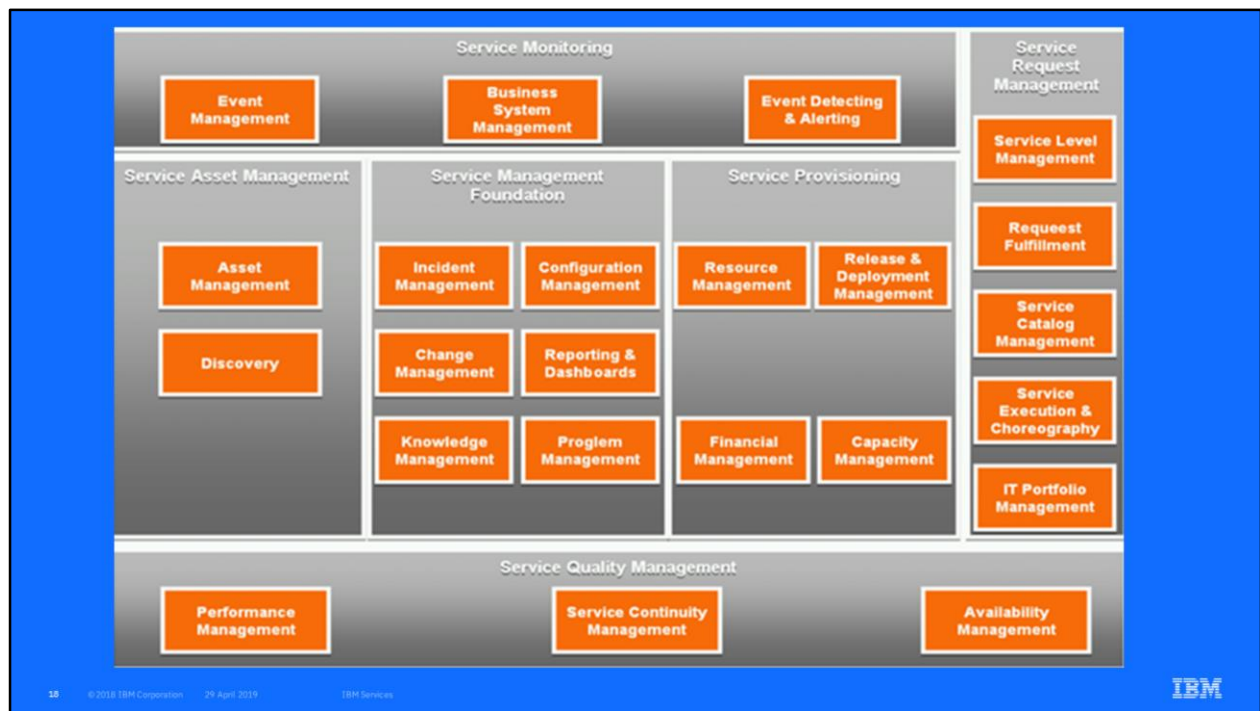 Service Monitoring
Event
Management
Business
System
Management
Event Detecting
& Alerting
Service
Request
Management
Service Level
Management
Requeest
Fulfillment
Service
Catalog
Management
Service
Execution &
Choreography
IT Portfolio
Management
Service Asset Management
Asset
Management
Discovery
Service Management
Foundation
Incident
Management
Configuration
Management
Change
Management
Reporting &
Dashboards
Knowledge
Management
Proglem
Management
Service Provisioning
Resource
Management
Release &
Deployment
Management
Financial
Management
Capacity
Management
Service Quality Management
Performance
Management
Service Continuity
Management
Availability
Management
18 ©2018 IBM Corporation 29 April 2019 IBM Services
IBM